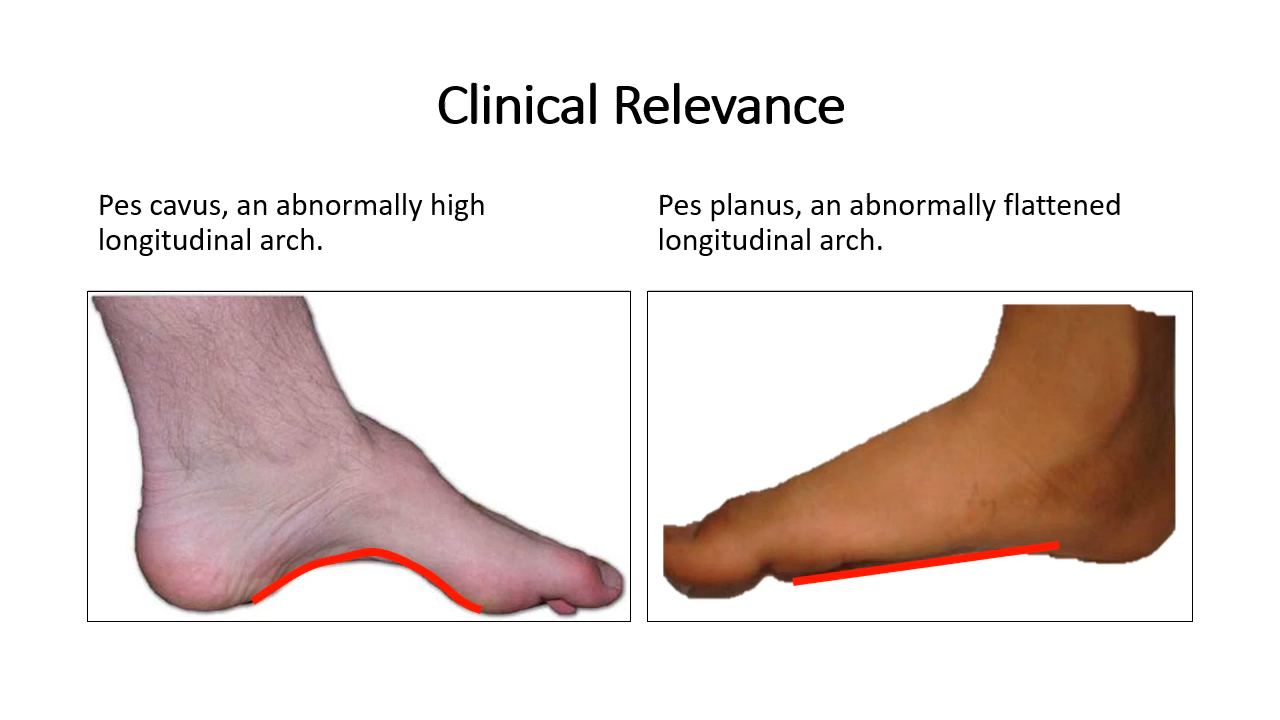 Clinical Relevance
Pes cavus, an abnormally high
longitudinal arch.
Pes planus, an abnormally flattened
longitudinal arch.